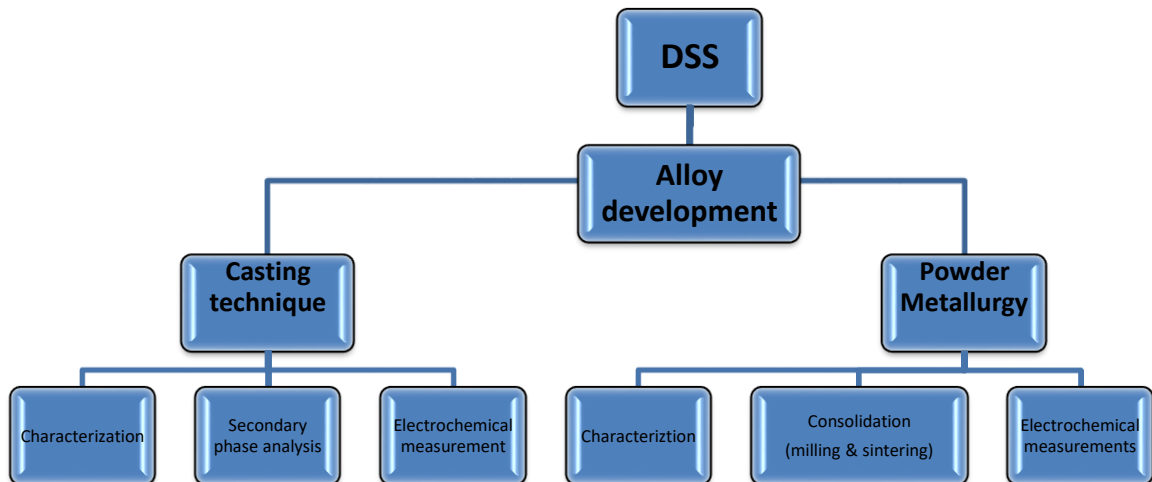 DSS
Alloy
development
Casting
technique
Powder
Metallurgy
Characterization
Secondary
phase analysis
Electrochemical
measurement
Characteriztion
Consolidation
(milling & sintering)
Electrochemical
measurements